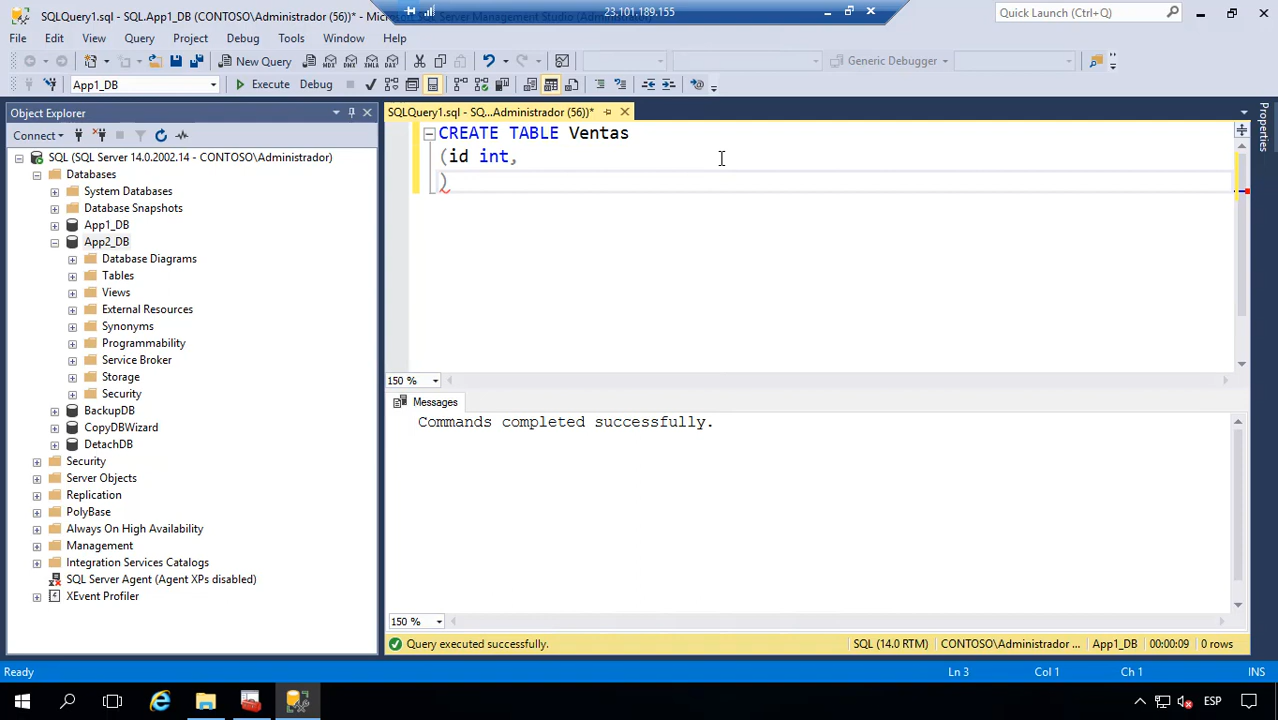 SQLQuery1.sql - SQL.App1_DB (CONTOSO\Administrador (56))* - Microsoft SQL Server Management Studio (Administrador)
23.101.189.155
Quick Launch (Ctrl+Q)
File Edit View Query Project Debug Tools Window Help
New Query
Generic Debugger
App1_DB
Execute Debug
Object Explorer
SQLQuery1.sql - SQ...Administrador (56))*
Properties
Connect
CREATE TABLE Ventas
(id int,
)
SQL (SQL Server 14.0.2002.14 - CONTOSO\Administrador)
Databases
System Databases
Database Snapshots
App1_DB
App2_DB
Database Diagrams
Tables
Views
External Resources
Synonyms
Programmability
Service Broker
Storage
Security
BackupDB
CopyDBWizard
DetachDB
Security
Server Objects
Replication
PolyBase
Always On High Availability
Management
Integration Services Catalogs
SQL Server Agent (Agent XPs disabled)
XEvent Profiler
150 %
Messages
Commands completed successfully.
150 %
Query executed successfully.
SQL (14.0 RTM)
CONTOSO\Administrador ...
App1_DB
00:00:09
0 rows
Ready
Ln 3
Col 1
Ch 1
INS
ESP